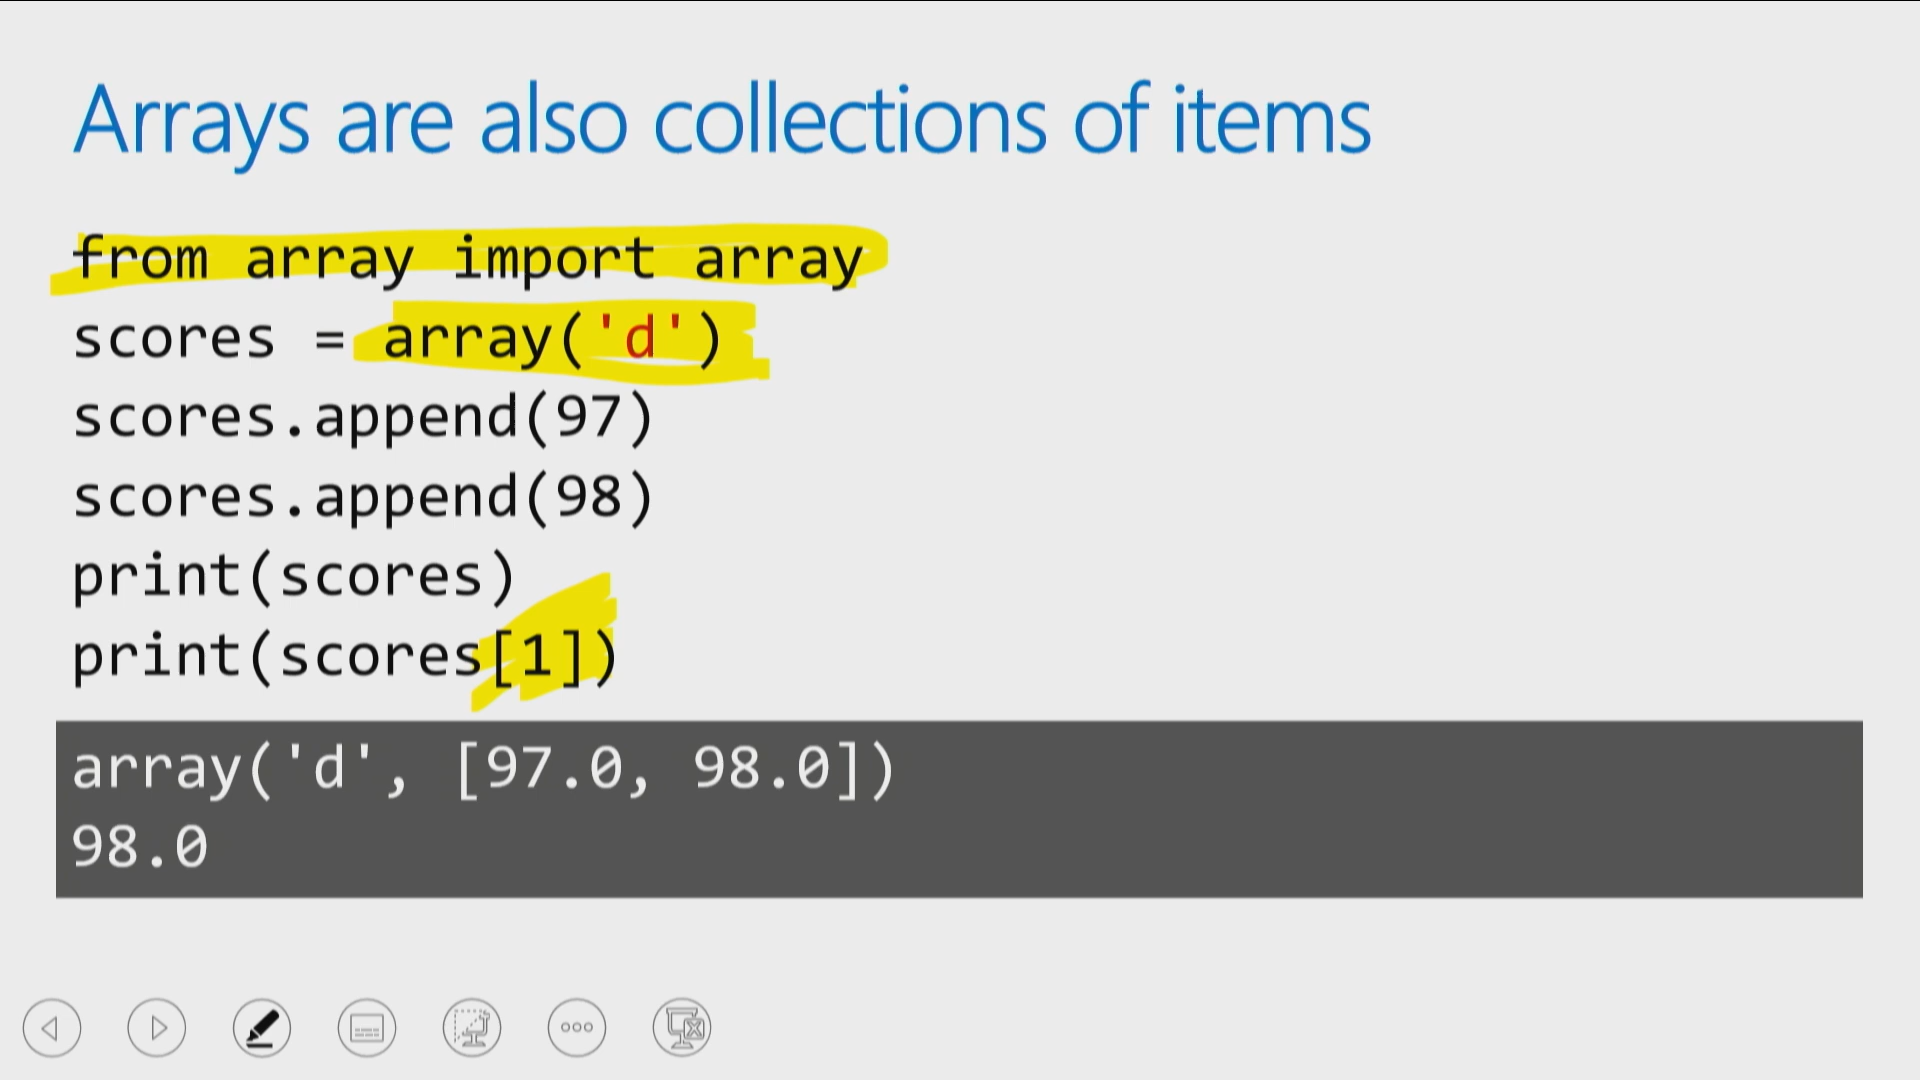 Arrays are also collections of items
from array import array
scores = array('d')
scores.append(97)
scores.append(98)
print(scores)
print(scores[1])
array('d', [97.0, 98.0])
98.0